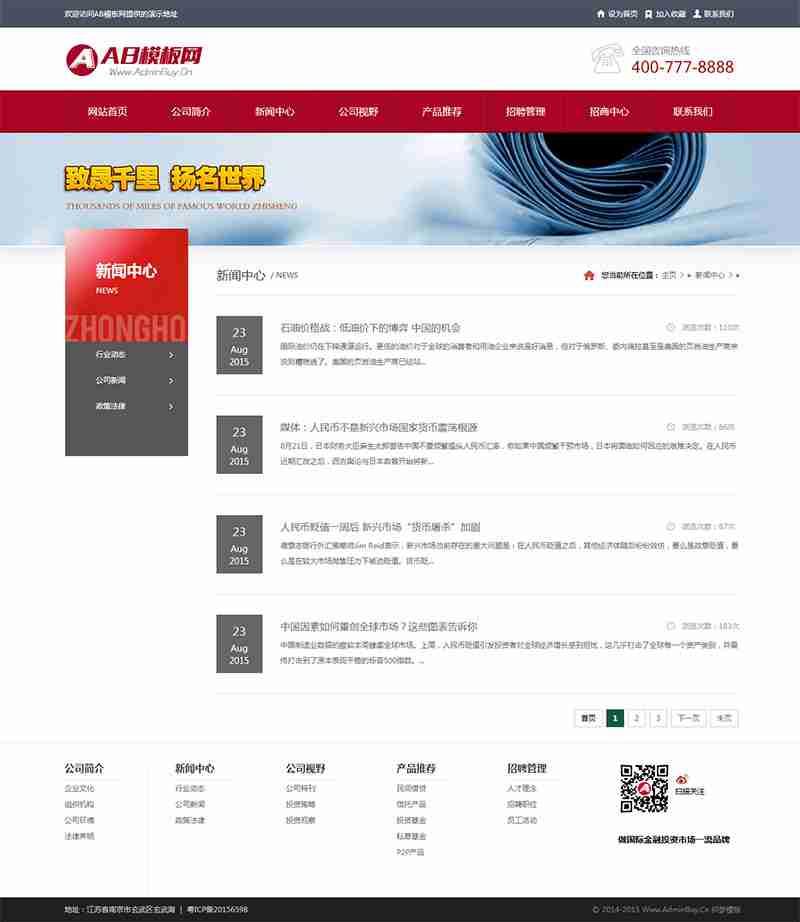 欢迎访问AB模板网提供的演示地址
设为首页 加入收藏 联系我们
AB模板网
Www.AdminBuy.Cn
全国咨询热线
400-777-8888
网站首页 公司简介 新闻中心 公司视野 产品推荐 招聘管理 招商中心 联系我们
致晟千里 扬名世界
THOUSANDS OF MILES OF FAMOUS WORLD ZHISHENG
新闻中心
NEWS
ZHONGHO
行业动态
公司新闻
政策法律
新闻中心 / NEWS
您当前所在位置：主页 > 新闻中心 >
23
Aug
2015
石油价格战：低油价下的博弈 中国的机会
浏览次数：110次
国际油价仍在下降通道运行。更低的油价对于全球的消费者和用油企业来说是好消息，但对于俄罗斯、委内瑞拉甚至是美国的页岩油生产商来
说则糟糕透了。美国的页岩油生产商已经站...
23
Aug
2015
媒体：人民币不是新兴市场国家货币震荡根源
浏览次数：66次
8月21日，日本财务大臣麻生太郎警告中国不要频繁插纵人民币汇率，称如果中国频繁干预市场，日本将面临如何因应的艰难决定。在人民币
近期汇改之后，西方舆论与日本政客开始将新...
23
Aug
2015
人民币贬值一周后 新兴市场“货币屠杀”加剧
浏览次数：87次
德意志银行外汇策略师Jim Reid表示，新兴市场当前存在的最大问题是：在人民币贬值之后，其他经济体随后纷纷效仿，要么是故意贬值，要
么是在较大市场抛售压力下被迫贬值。货币贬...
23
Aug
2015
中国因素如何重创全球市场？这些图表告诉你
浏览次数：183次
中国制造业数据的疲软本周肆虐全球市场。上周，人民币贬值引发投资者对全球经济增长感到担忧，这几乎打击了全球每一个资产类别，并最
终打击到了原本表现平稳的标普500指数。...
首页 1 2 3 下一页 末页
公司简介 新闻中心 公司视野 产品推荐 招聘管理
企业文化 行业动态 公司特刊 民间借贷 人才理念
组织机构 公司新闻 投资策略 信托产品 招聘职位
公司环境 政策法律 投资观察 投资基金 员工活动
法律声明 私募基金
P2P产品
扫描关注
做国际金融投资市场一流品牌
地址：江苏省南京市玄武区玄武湖 | 粤ICP备20156598
© 2014-2015 Www.AdminBuy.Cn 织梦模板